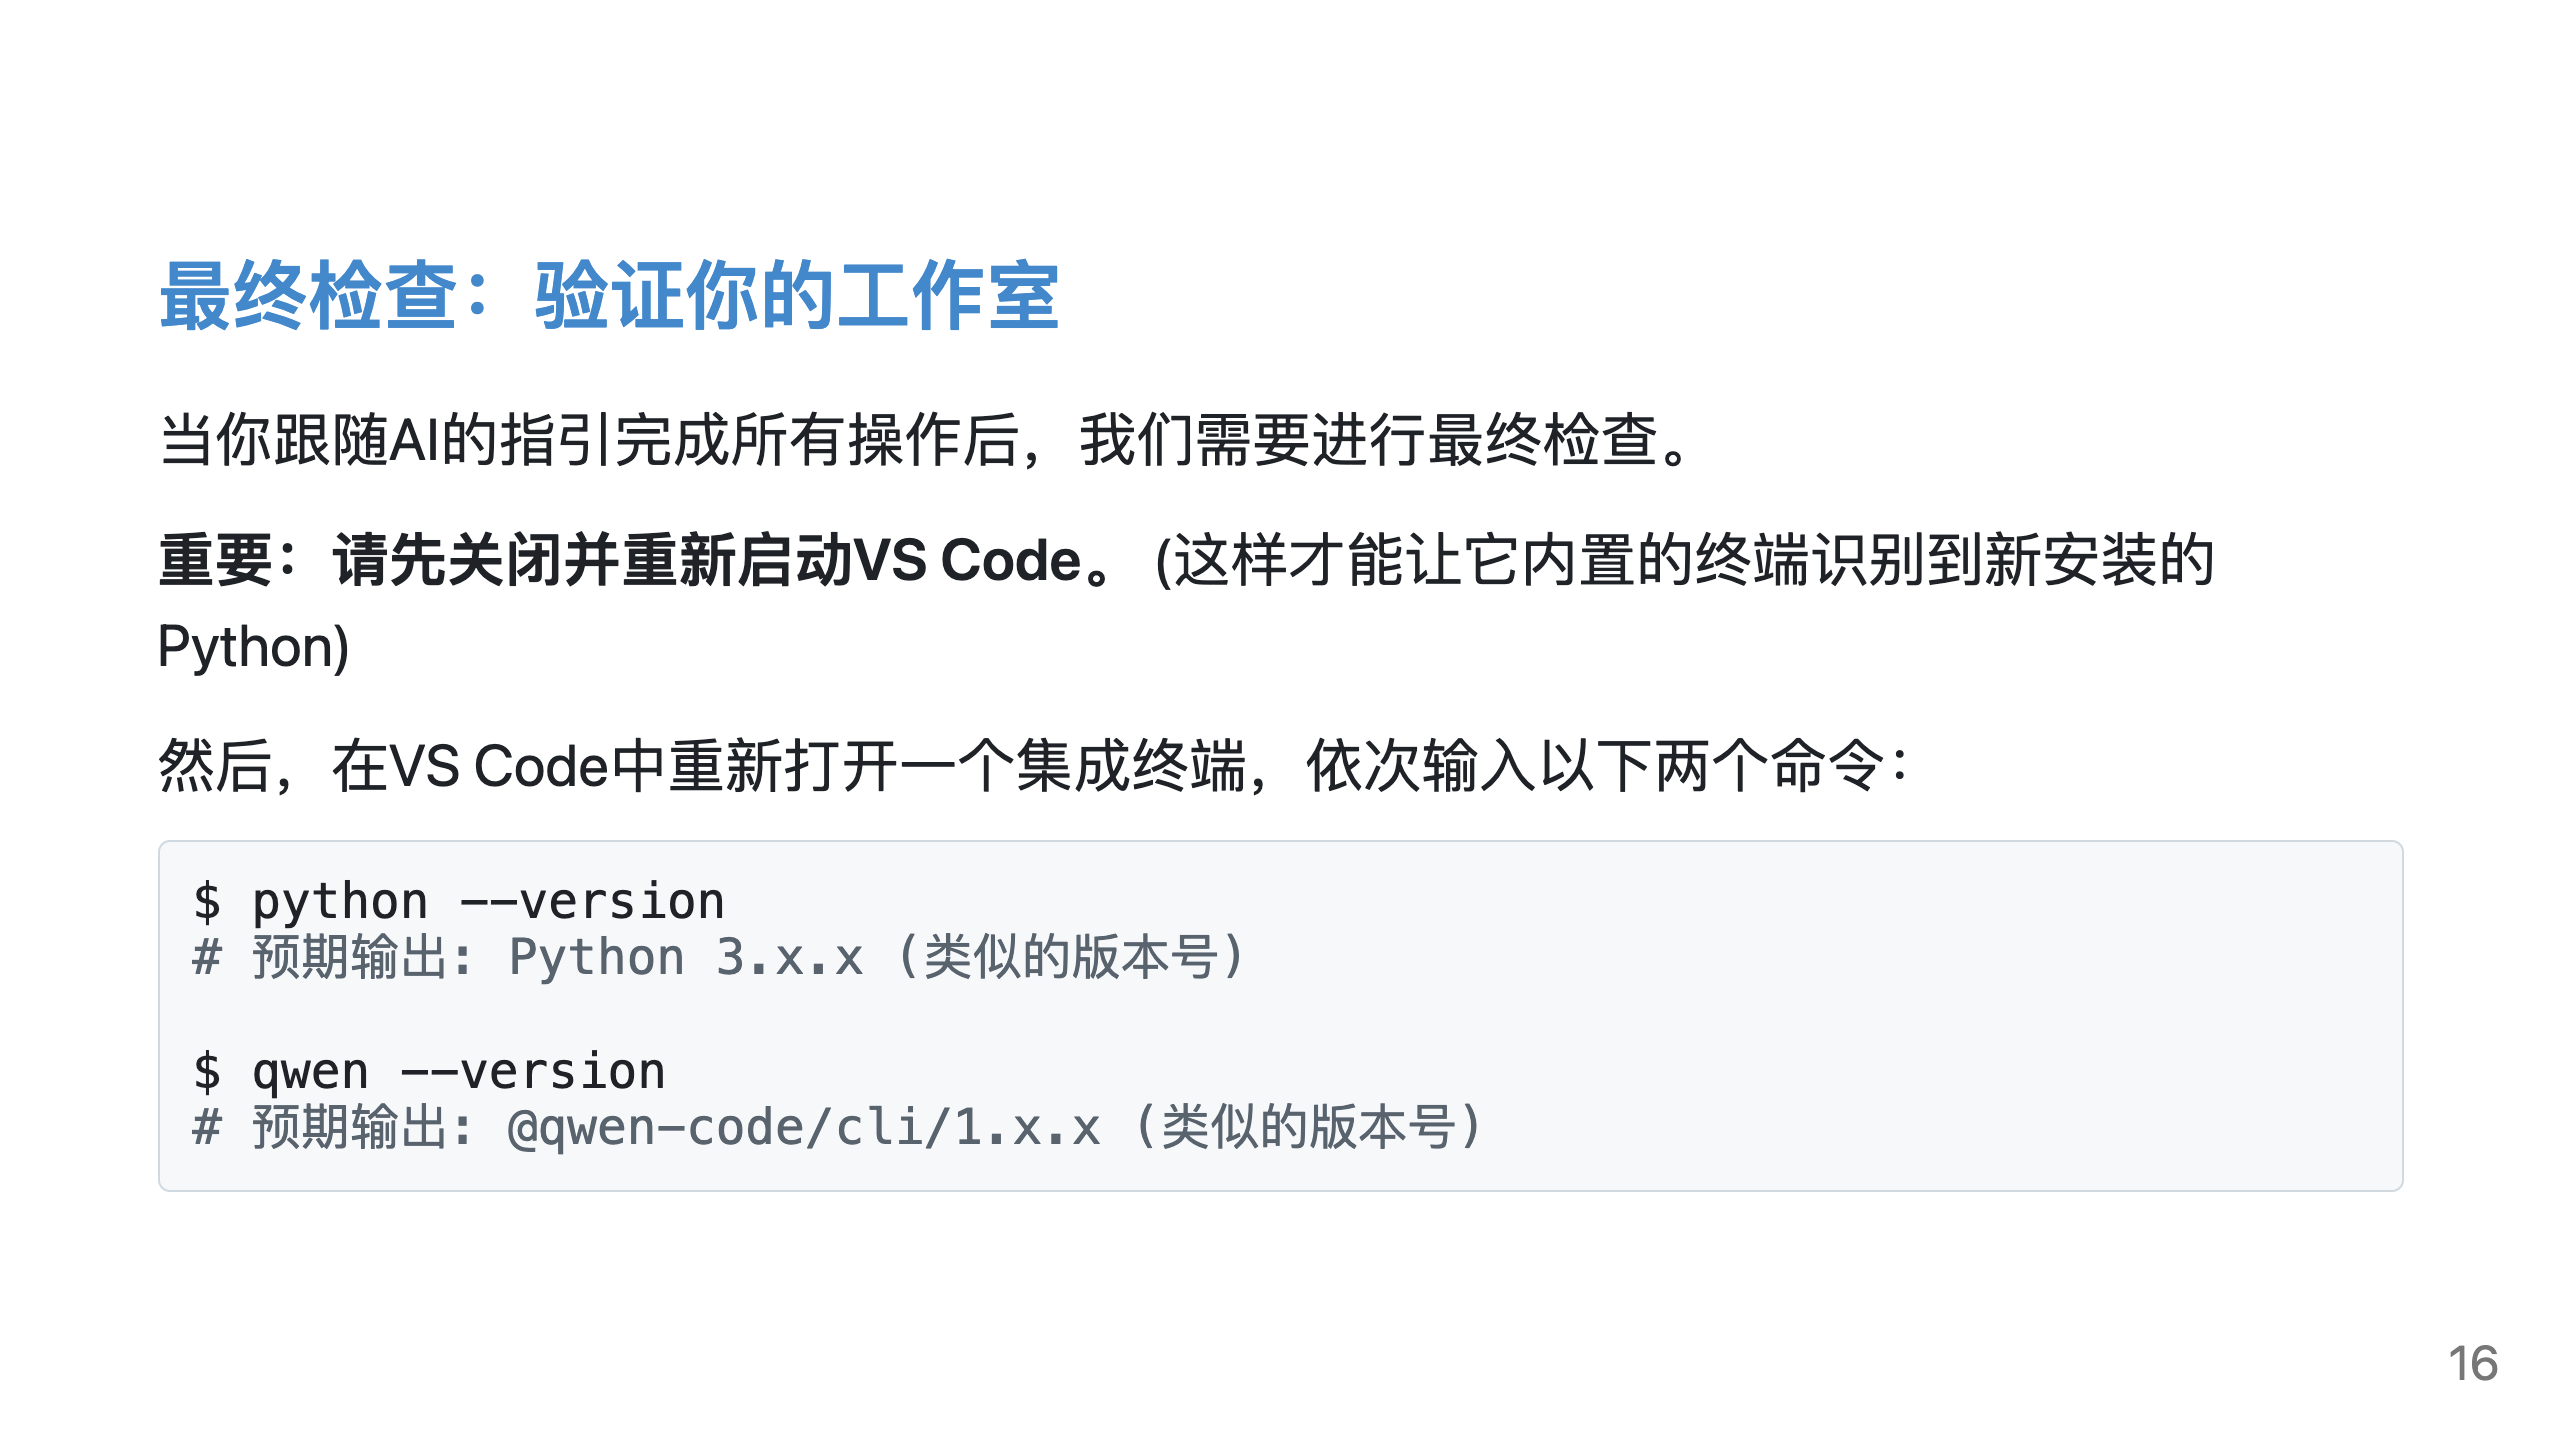 最终检查：验证你的工作室
当你跟随AI的指引完成所有操作后，我们需要进行最终检查。
重要：请先关闭并重新启动VS Code。 (这样才能让它内置的终端识别到新安装的
Python)
然后，在VS Code中重新打开一个集成终端，依次输入以下两个命令：
$ python --version
# 预期输出: Python 3.x.x (类似的版本号)
$ qwen --version
# 预期输出: @qwen-code/cli/1.x.x (类似的版本号)
16